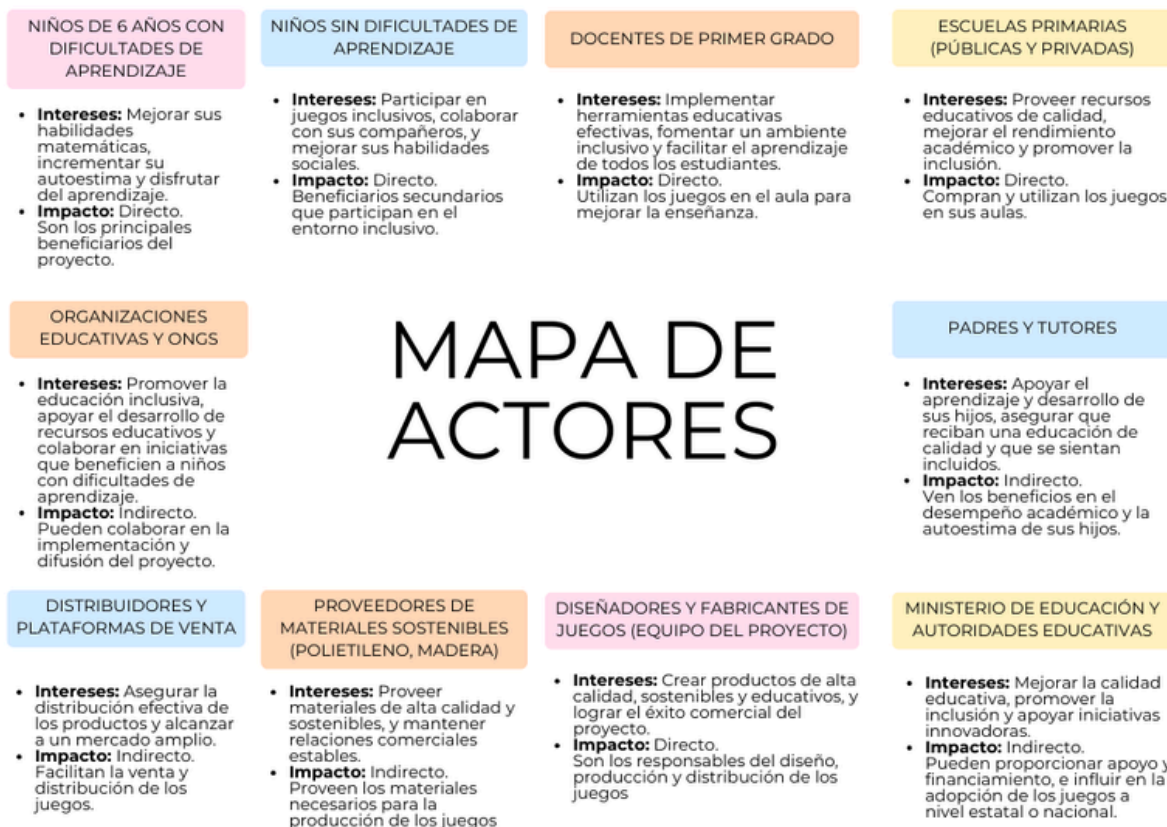 NIÑOS DE 6 AÑOS CON
DIFICULTADES DE
APRENDIZAJE
• Intereses: Mejorar sus
habilidades
matemáticas,
incrementar su
autoestima y disfrutar
del aprendizaje.
• Impacto: Directo.
Son los principales
beneficiarios del
proyecto.
NIÑOS SIN DIFICULTADES DE
APRENDIZAJE
• Intereses: Participar en
juegos inclusivos, colaborar
con sus compañeros, y
mejorar sus habilidades
sociales.
• Impacto: Directo.
Beneficiarios secundarios
que participan en el
entorno inclusivo.
DOCENTES DE PRIMER GRADO
• Intereses: Implementar
herramientas educativas
efectivas, fomentar un ambiente
inclusivo y facilitar el aprendizaje
de todos los estudiantes.
• Impacto: Directo.
Utilizan los juegos en el aula para
mejorar la enseñanza.
ESCUELAS PRIMARIAS
(PÚBLICAS Y PRIVADAS)
• Intereses: Proveer recursos
educativos de calidad,
mejorar el rendimiento
académico y promover la
inclusión.
• Impacto: Directo.
Compran y utilizan los juegos
en sus aulas.
ORGANIZACIONES
EDUCATIVAS Y ONGS
• Intereses: Promover la
educación inclusiva,
apoyar el desarrollo de
recursos educativos y
colaborar en iniciativas
que beneficien a niños
con dificultades de
aprendizaje.
• Impacto: Indirecto.
Pueden colaborar en la
implementación y
difusión del proyecto.
MAPA DE
ACTORES
PADRES Y TUTORES
• Intereses: Apoyar el
aprendizaje y desarrollo de
sus hijos, asegurar que
reciban una educación de
calidad y que se sientan
incluidos.
• Impacto: Indirecto.
Ven los beneficios en el
desempeño académico y la
autoestima de sus hijos.
DISTRIBUIDORES Y
PLATAFORMAS DE VENTA
• Intereses: Asegurar la
distribución efectiva de
los productos y alcanzar
a un mercado amplio.
• Impacto: Indirecto.
Facilitan la venta y
distribución de los
juegos.
PROVEEDORES DE
MATERIALES SOSTENIBLES
(POLIETILENO, MADERA)
• Intereses: Proveer
materiales de alta calidad y
sostenibles, y mantener
relaciones comerciales
estables.
• Impacto: Indirecto.
Proveen los materiales
necesarios para la
producción de los juegos
DISEÑADORES Y FABRICANTES DE
JUEGOS (EQUIPO DEL PROYECTO)
• Intereses: Crear productos de alta
calidad, sostenibles y educativos, y
lograr el éxito comercial del
proyecto.
• Impacto: Directo.
Son los responsables del diseño,
producción y distribución de los
juegos
MINISTERIO DE EDUCACIÓN Y
AUTORIDADES EDUCATIVAS
• Intereses: Mejorar la calidad
educativa, promover la
inclusión y apoyar iniciativas
innovadoras.
• Impacto: Indirecto.
Pueden proporcionar apoyo y
financiamiento, e influir en la
adopción de los juegos a
nivel estatal o nacional.